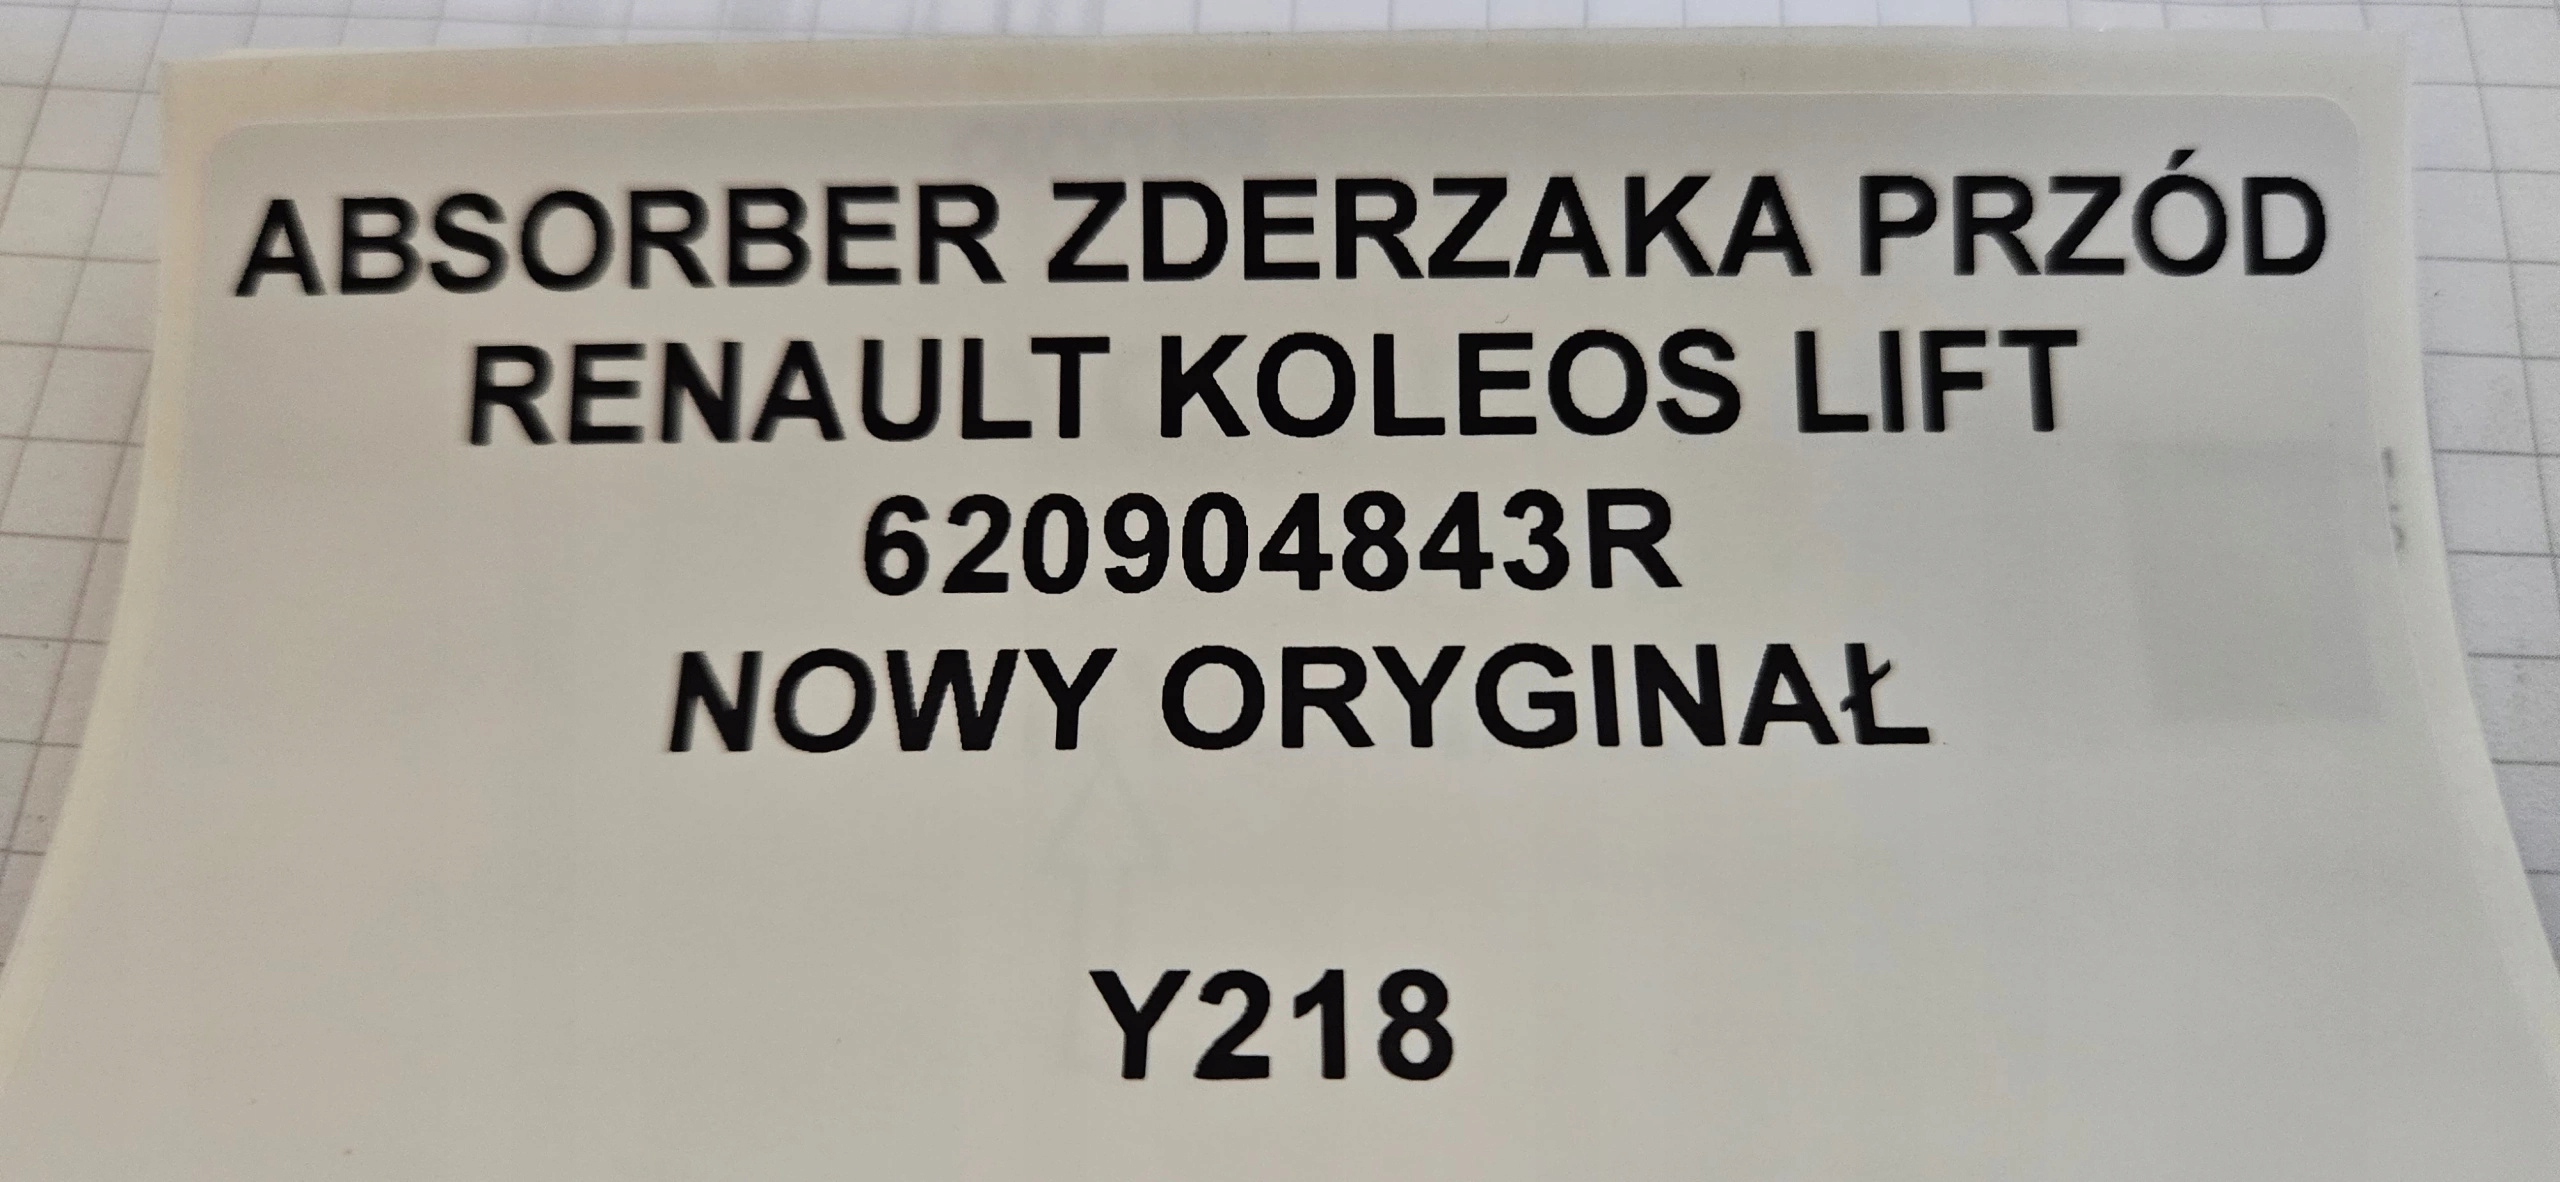 ABSORBER ZDERZAKA PRZÓD
RENAULT KOLEOS LIFT
620904843R
NOWY ORYGINAŁ
Y218